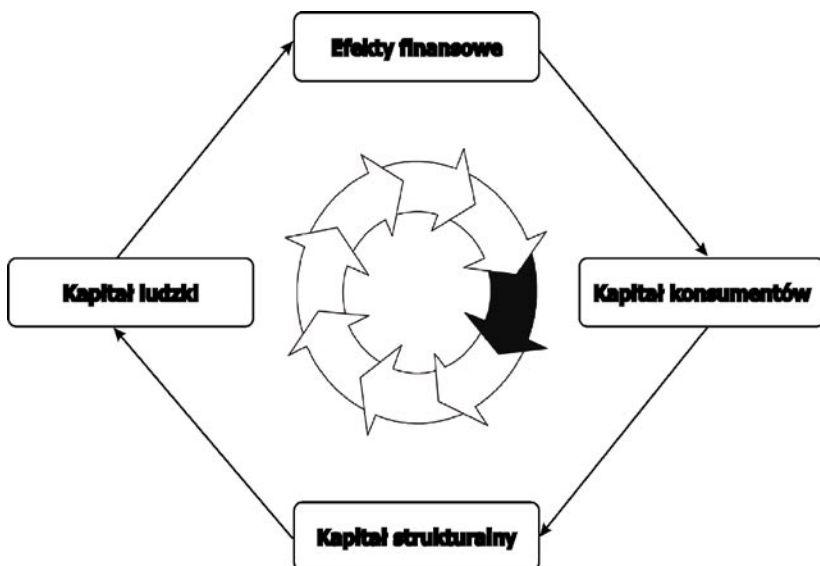 Efekty finansowe
Kapitał ludzki
Kapitał konsumentów
Kapitał strukturalny